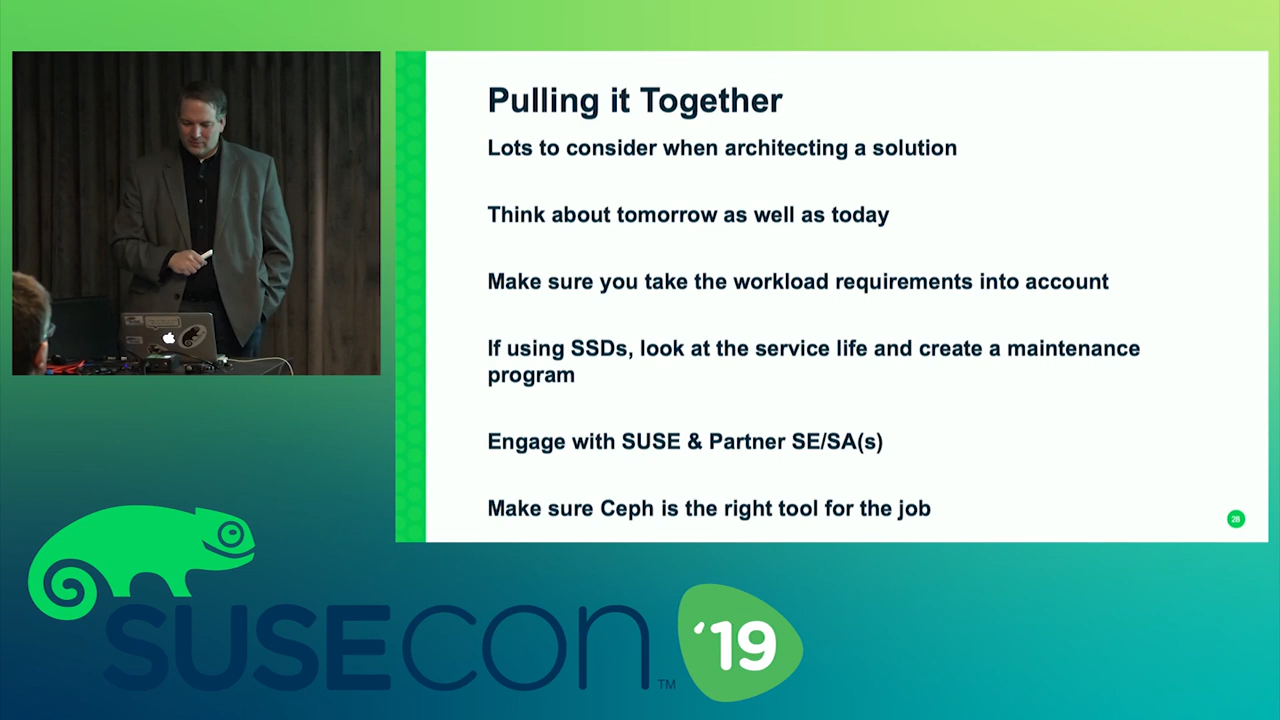 Pulling it Together
Lots to consider when architecting a solution
Think about tomorrow as well as today
Make sure you take the workload requirements into account
If using SSDs, look at the service life and create a maintenance
program
Engage with SUSE & Partner SE/SA(s)
Make sure Ceph is the right tool for the job
28
SUSECON ™ '19